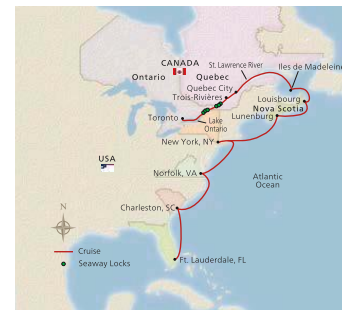 St. Lawrence River
CANADA
Iles de Madeleine
Ontario
Quebec
Quebec City
Trois-Rivières
Louisbourg
Nova Scotia
Toronto
Lake
Ontario
Lunenburg
New York, NY
USA
Norfolk, VA
Atlantic
Ocean
Charleston, SC
N
Cruise
Seaway Locks
Ft. Lauderdale, FL